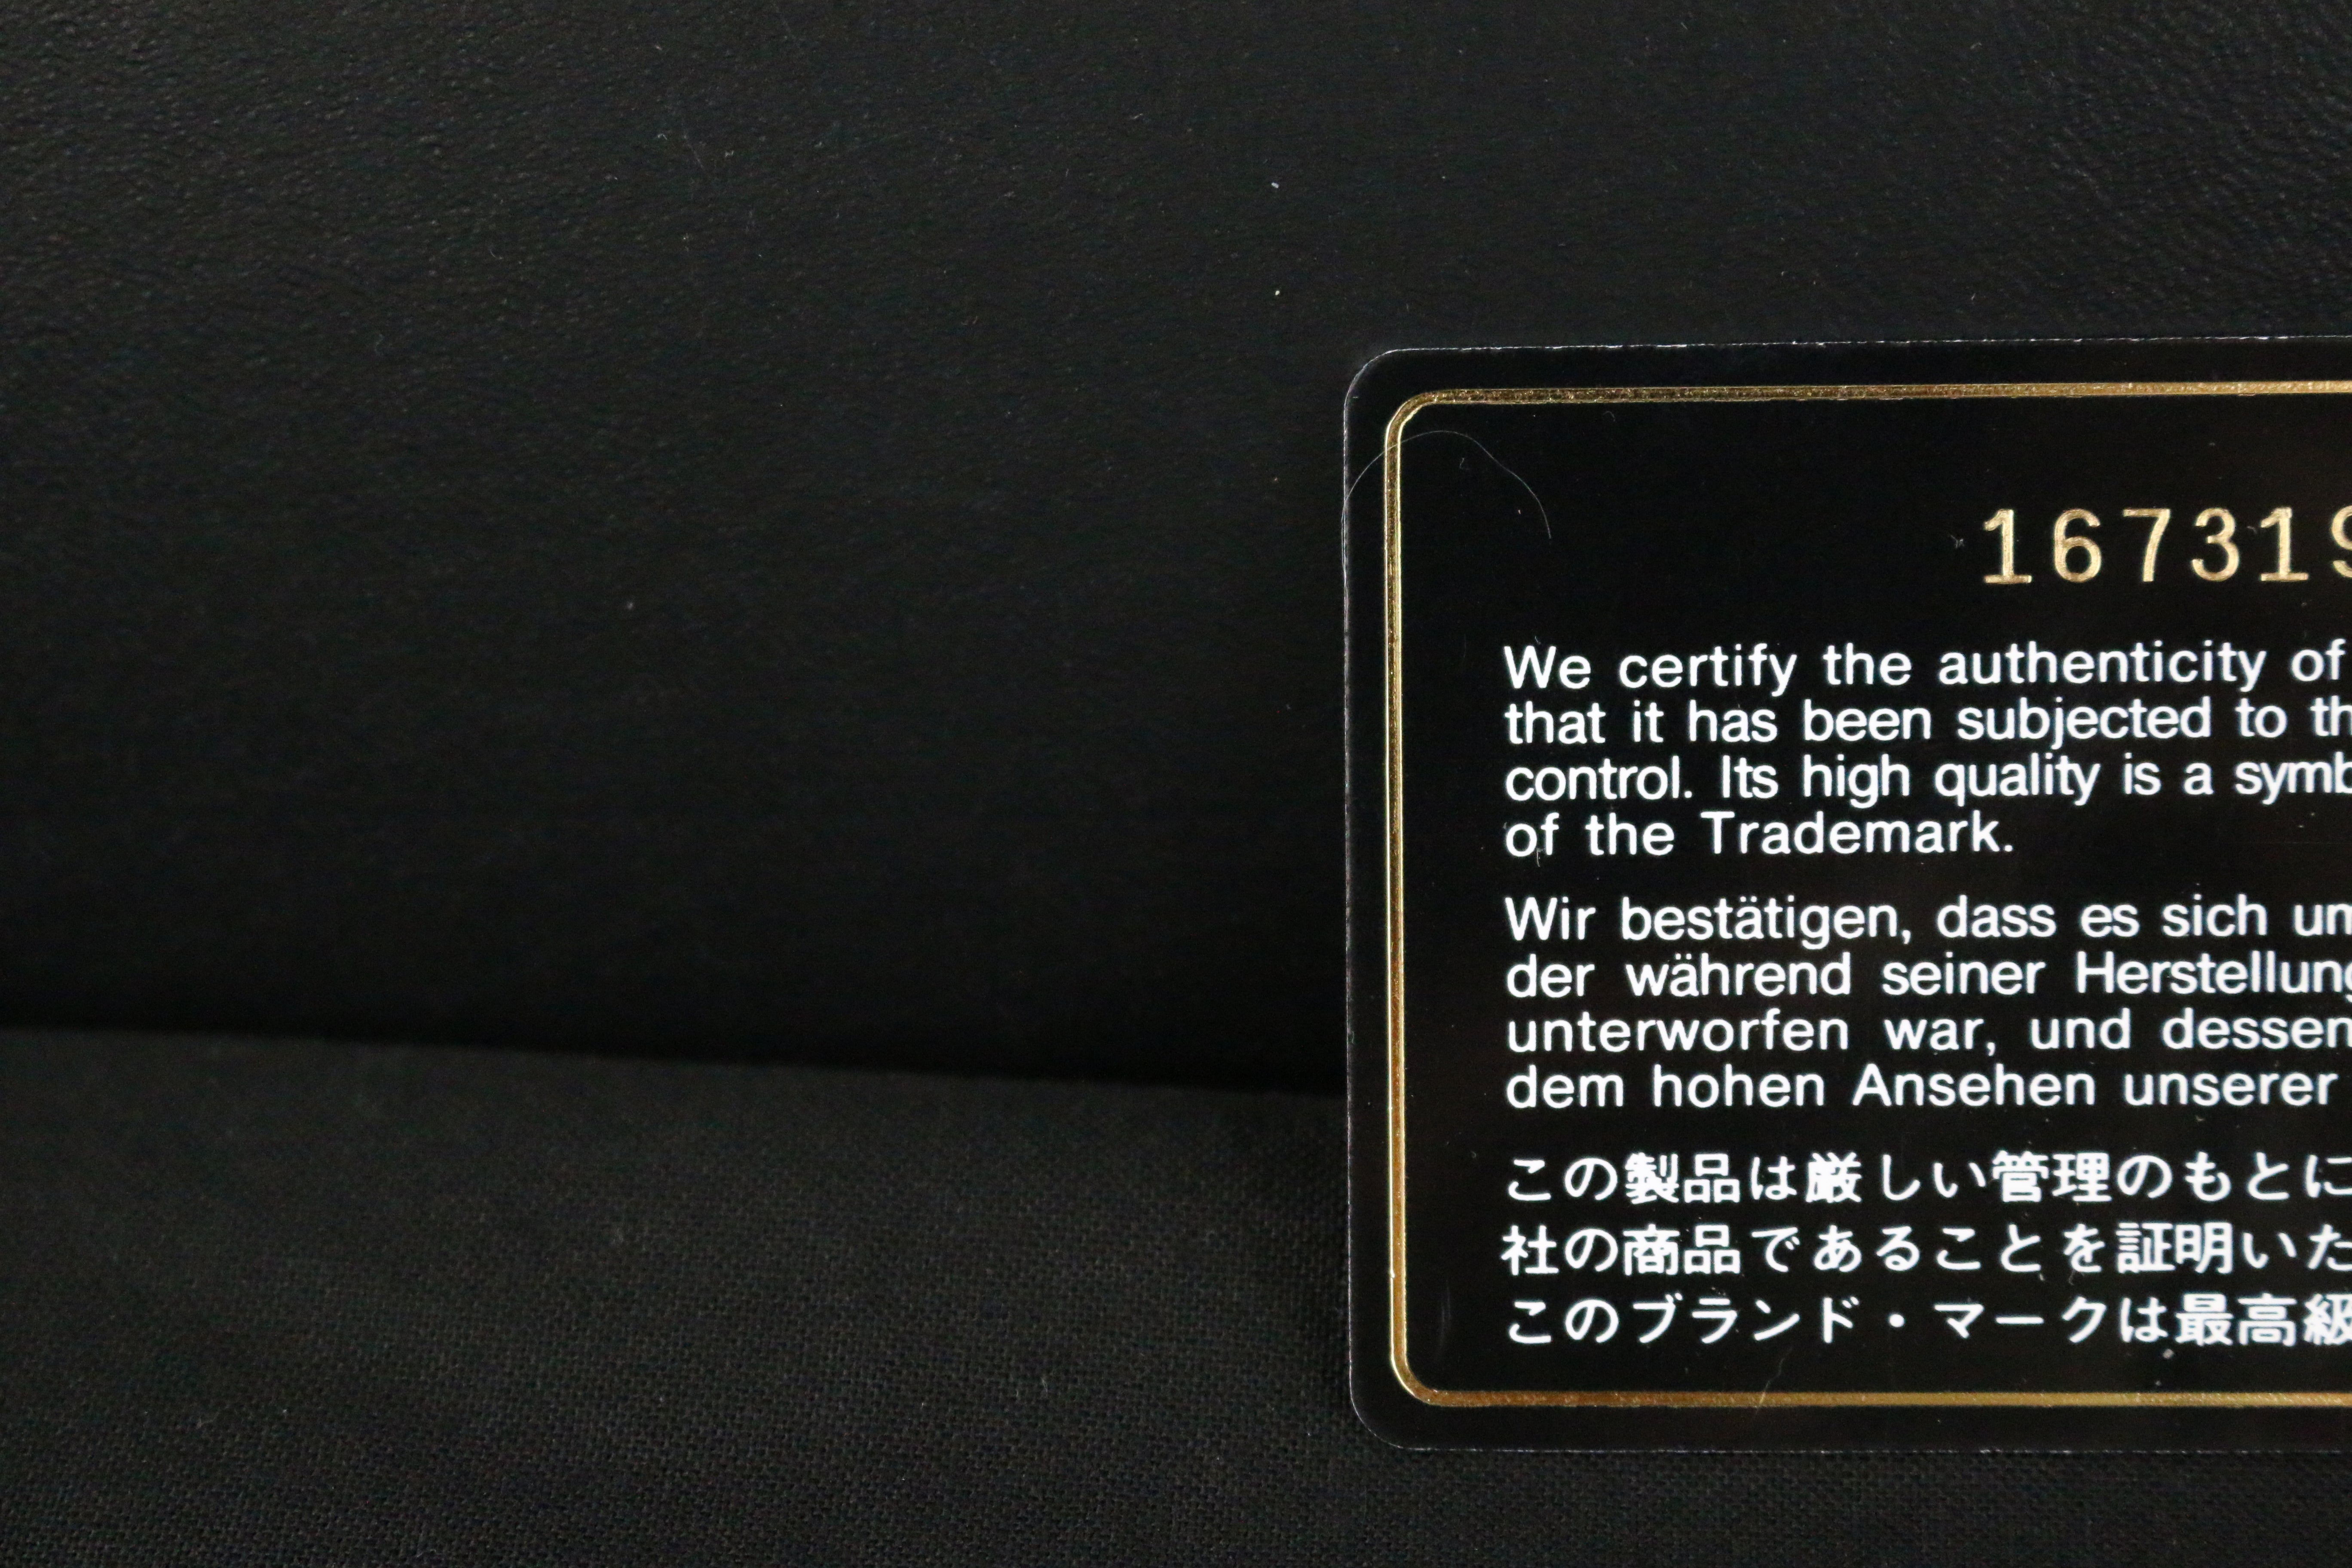 167319
We certify the authenticity of
that it has been subjected to th
control. Its high quality is a symb
of the Trademark.
Wir bestätigen, dass es sich um
der während seiner Herstellung
unterworfen war, und dessen
dem hohen Ansehen unserer
この製品は厳しい管理のもとに
社の商品であることを証明いた
このブランド・マークは最高級